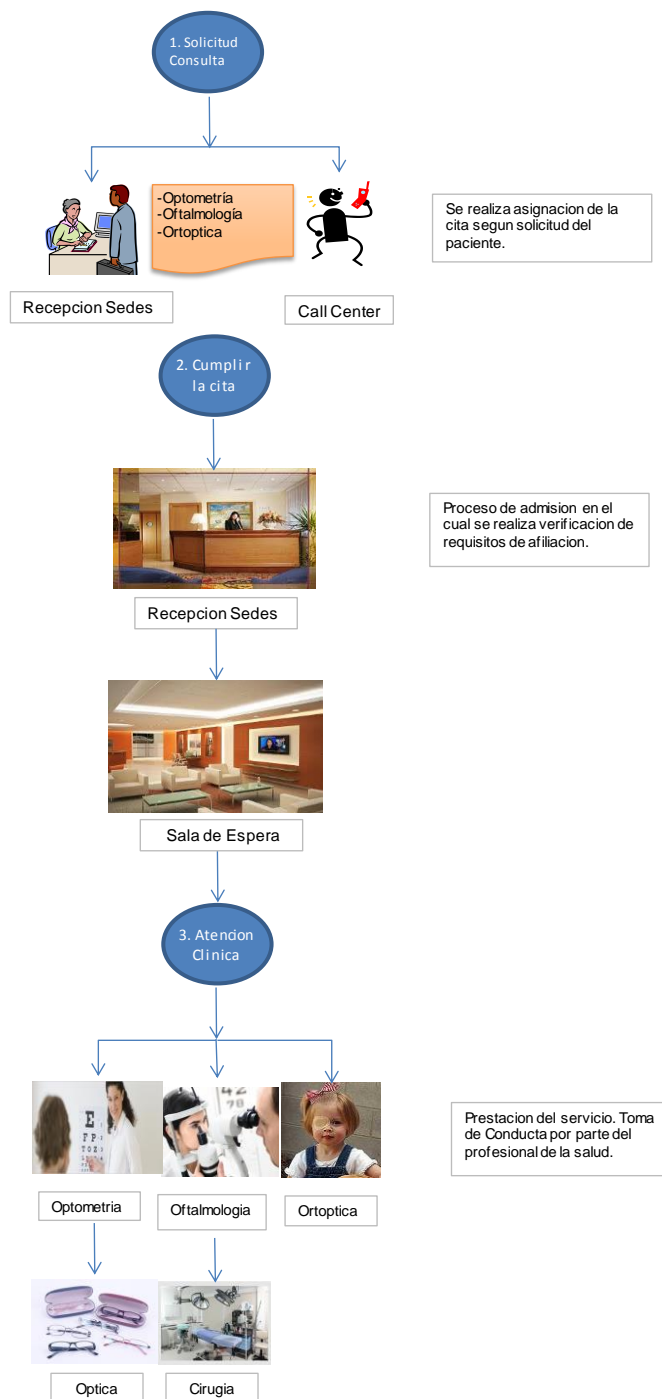 1. Solicitud
Consulta
-Optometría
-Oftalmología
-Ortoptica
Se realiza asignacion de la
cita segun solicitud del
paciente.
Recepcion Sedes
Call Center
2. Cumplir
la cita
Proceso de admision en el
cual se realiza verificacion de
requisitos de afiliacion.
Recepcion Sedes
Sala de Espera
3. Atencion
Clinica
E
F P
T O Z
42
78
Prestacion del servicio. Toma
de Conducta por parte del
profesional de la salud.
Optometria
Oftalmologia
Ortoptica
Optica
Cirugia